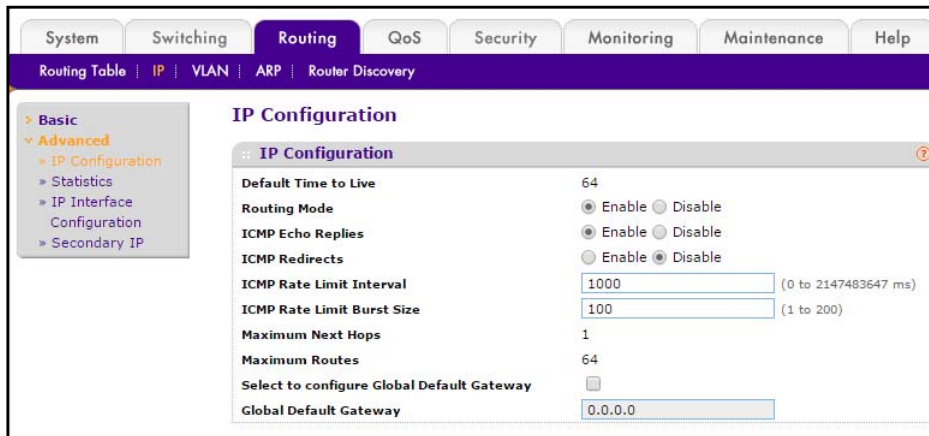 System Switching Routing QoS Security Monitoring Maintenance Help
Routing Table | IP | VLAN | ARP | Router Discovery
Basic
Advanced
» IP Configuration
» Statistics
» IP Interface
Configuration
» Secondary IP
IP Configuration
IP Configuration ?
Default Time to Live 64
Routing Mode Enable Disable
ICMP Echo Replies Enable Disable
ICMP Redirects Enable Disable
ICMP Rate Limit Interval 1000 (0 to 2147483647 ms)
ICMP Rate Limit Burst Size 100 (1 to 200)
Maximum Next Hops 1
Maximum Routes 64
Select to configure Global Default Gateway
Global Default Gateway 0.0.0.0